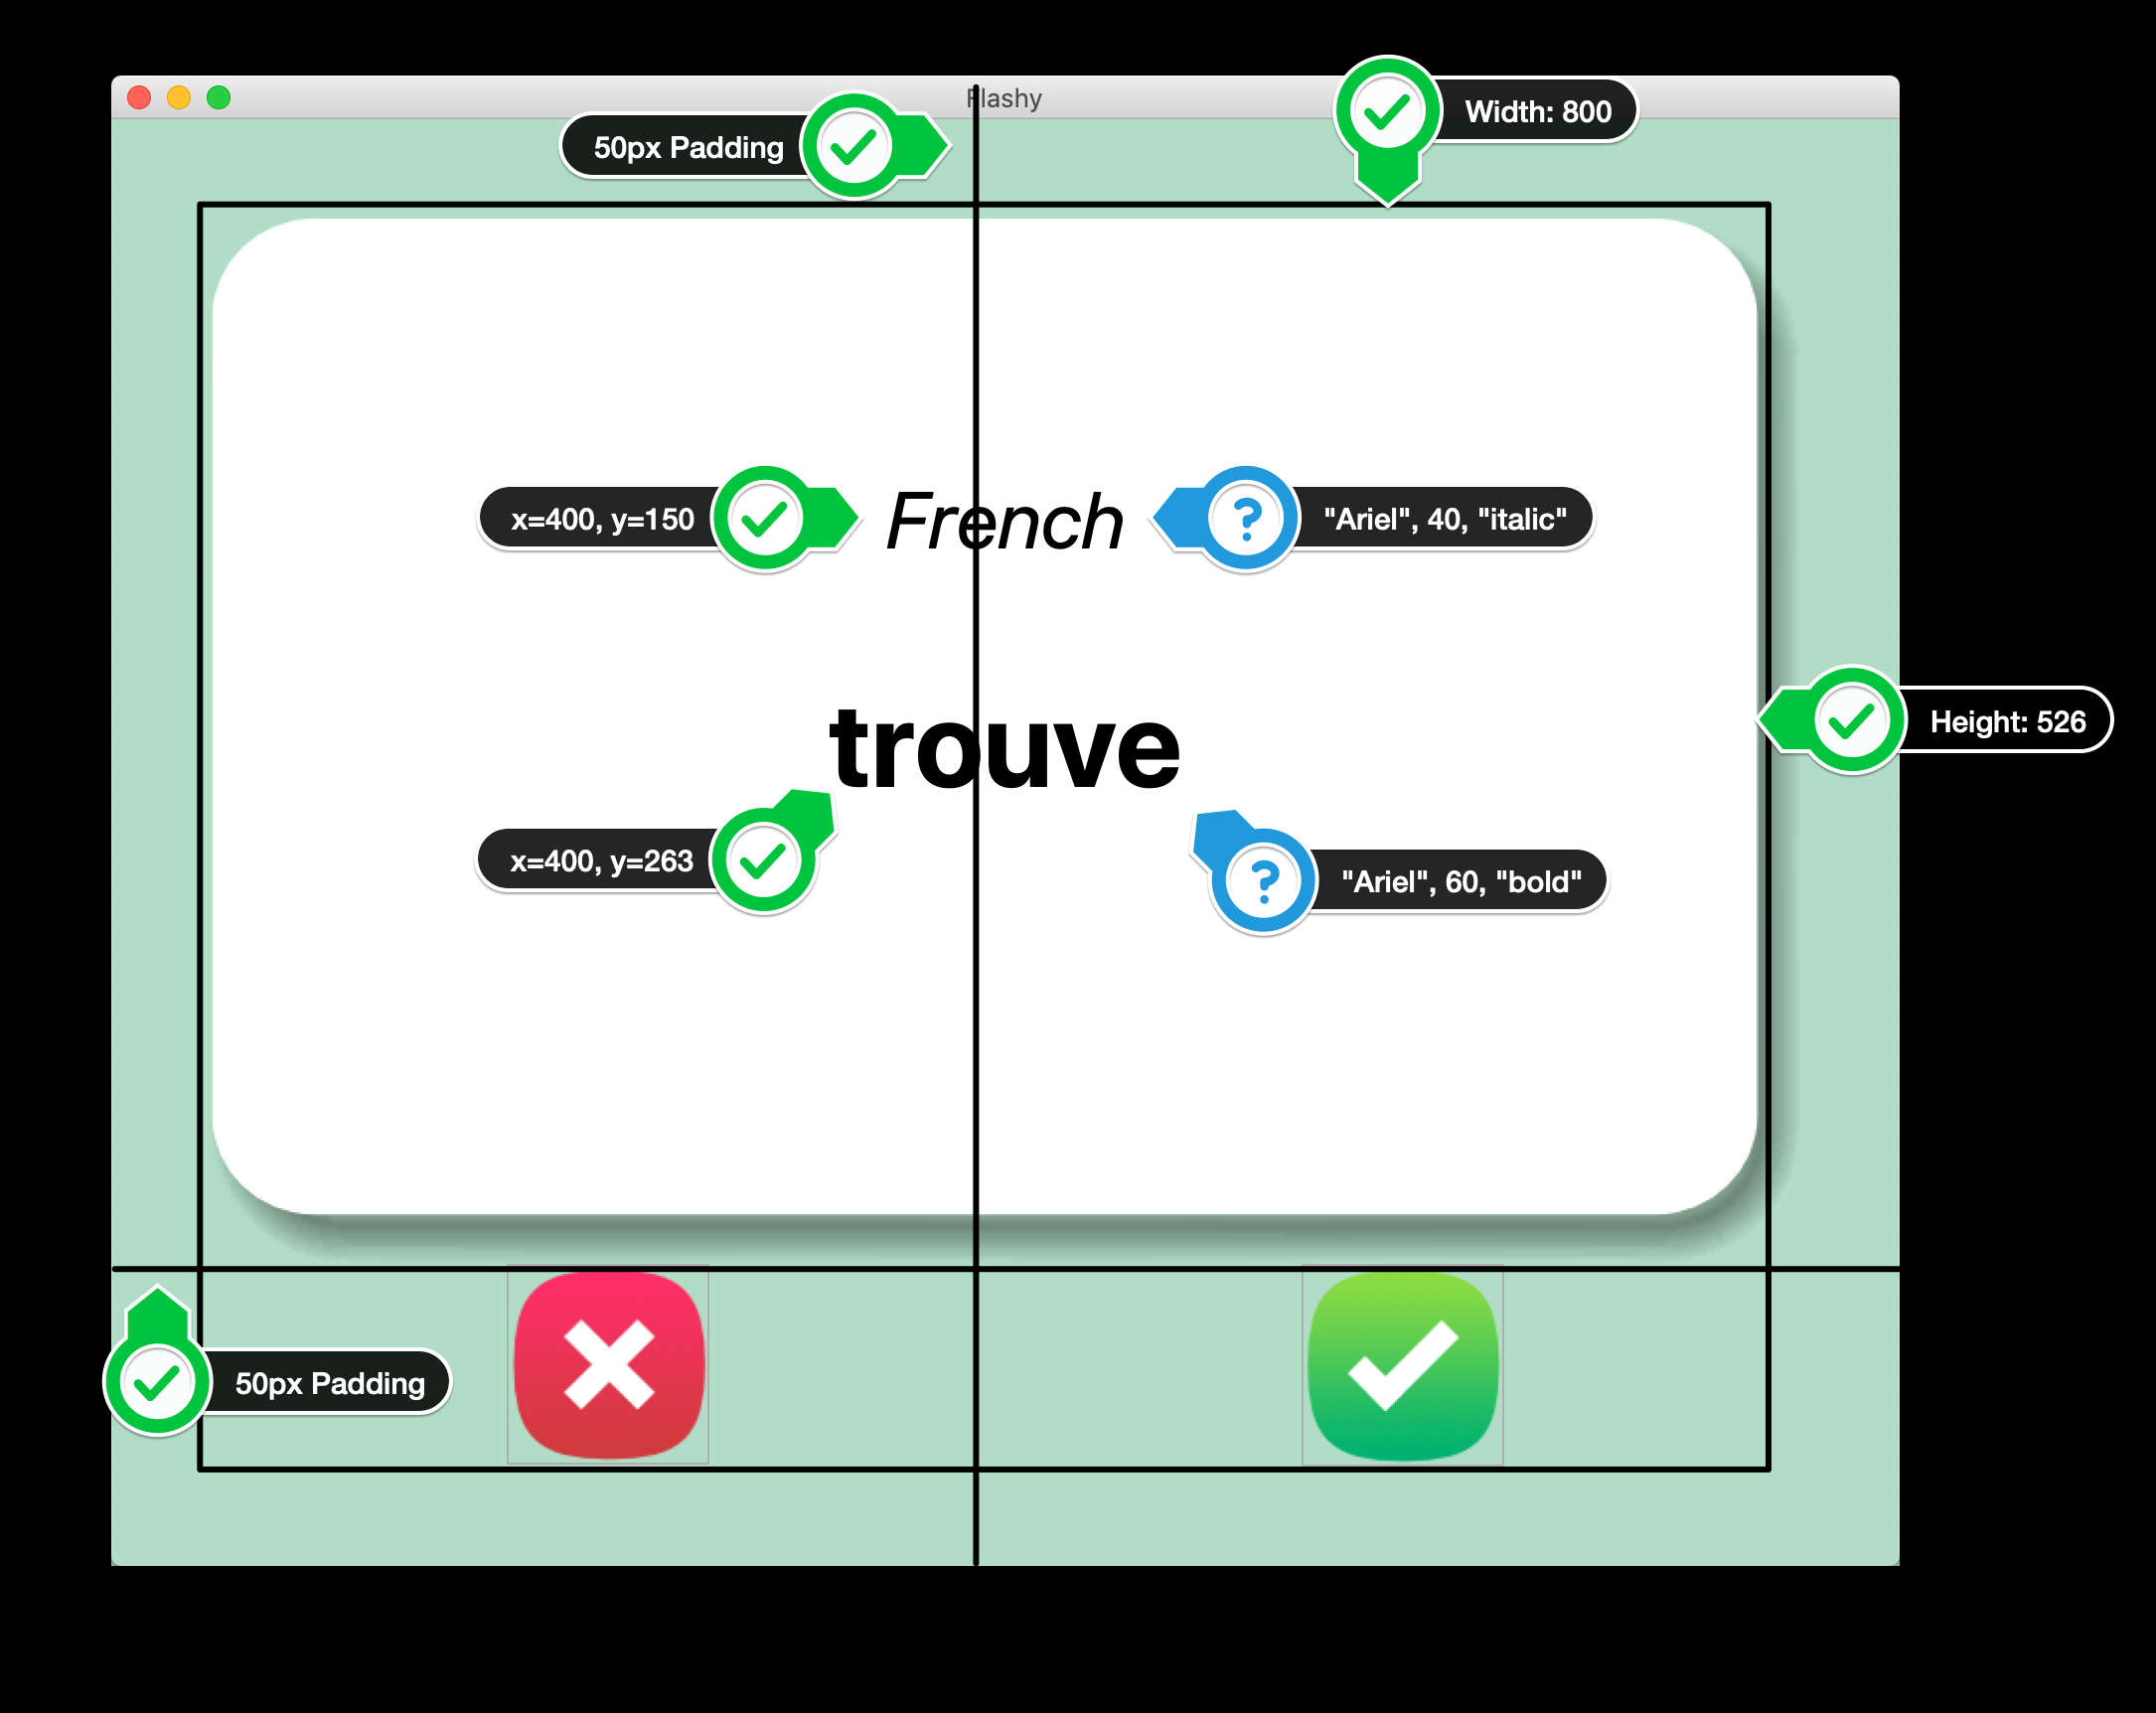 Flashy
Width: 800
50px Padding
x=400, y=150
French
"Ariel", 40, "italic"
trouve
Height: 526
x=400, y=263
"Ariel", 60, "bold"
50px Padding